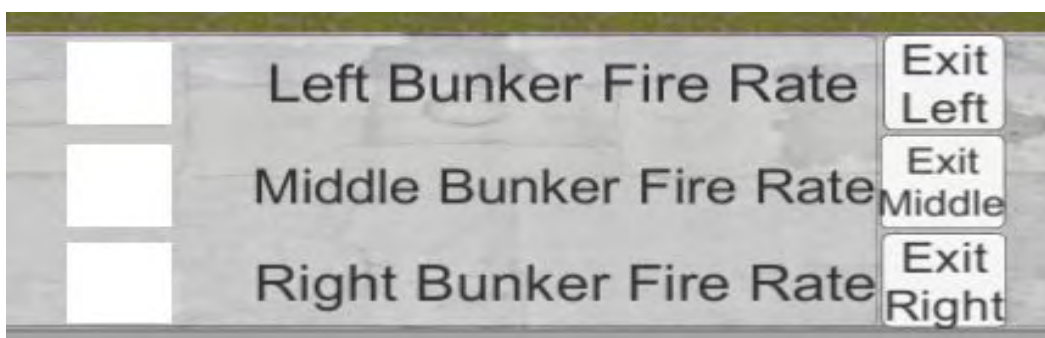 Left Bunker Fire Rate
Exit
Left
Middle Bunker Fire Rate
Exit
Middle
Right Bunker Fire Rate
Exit
Right